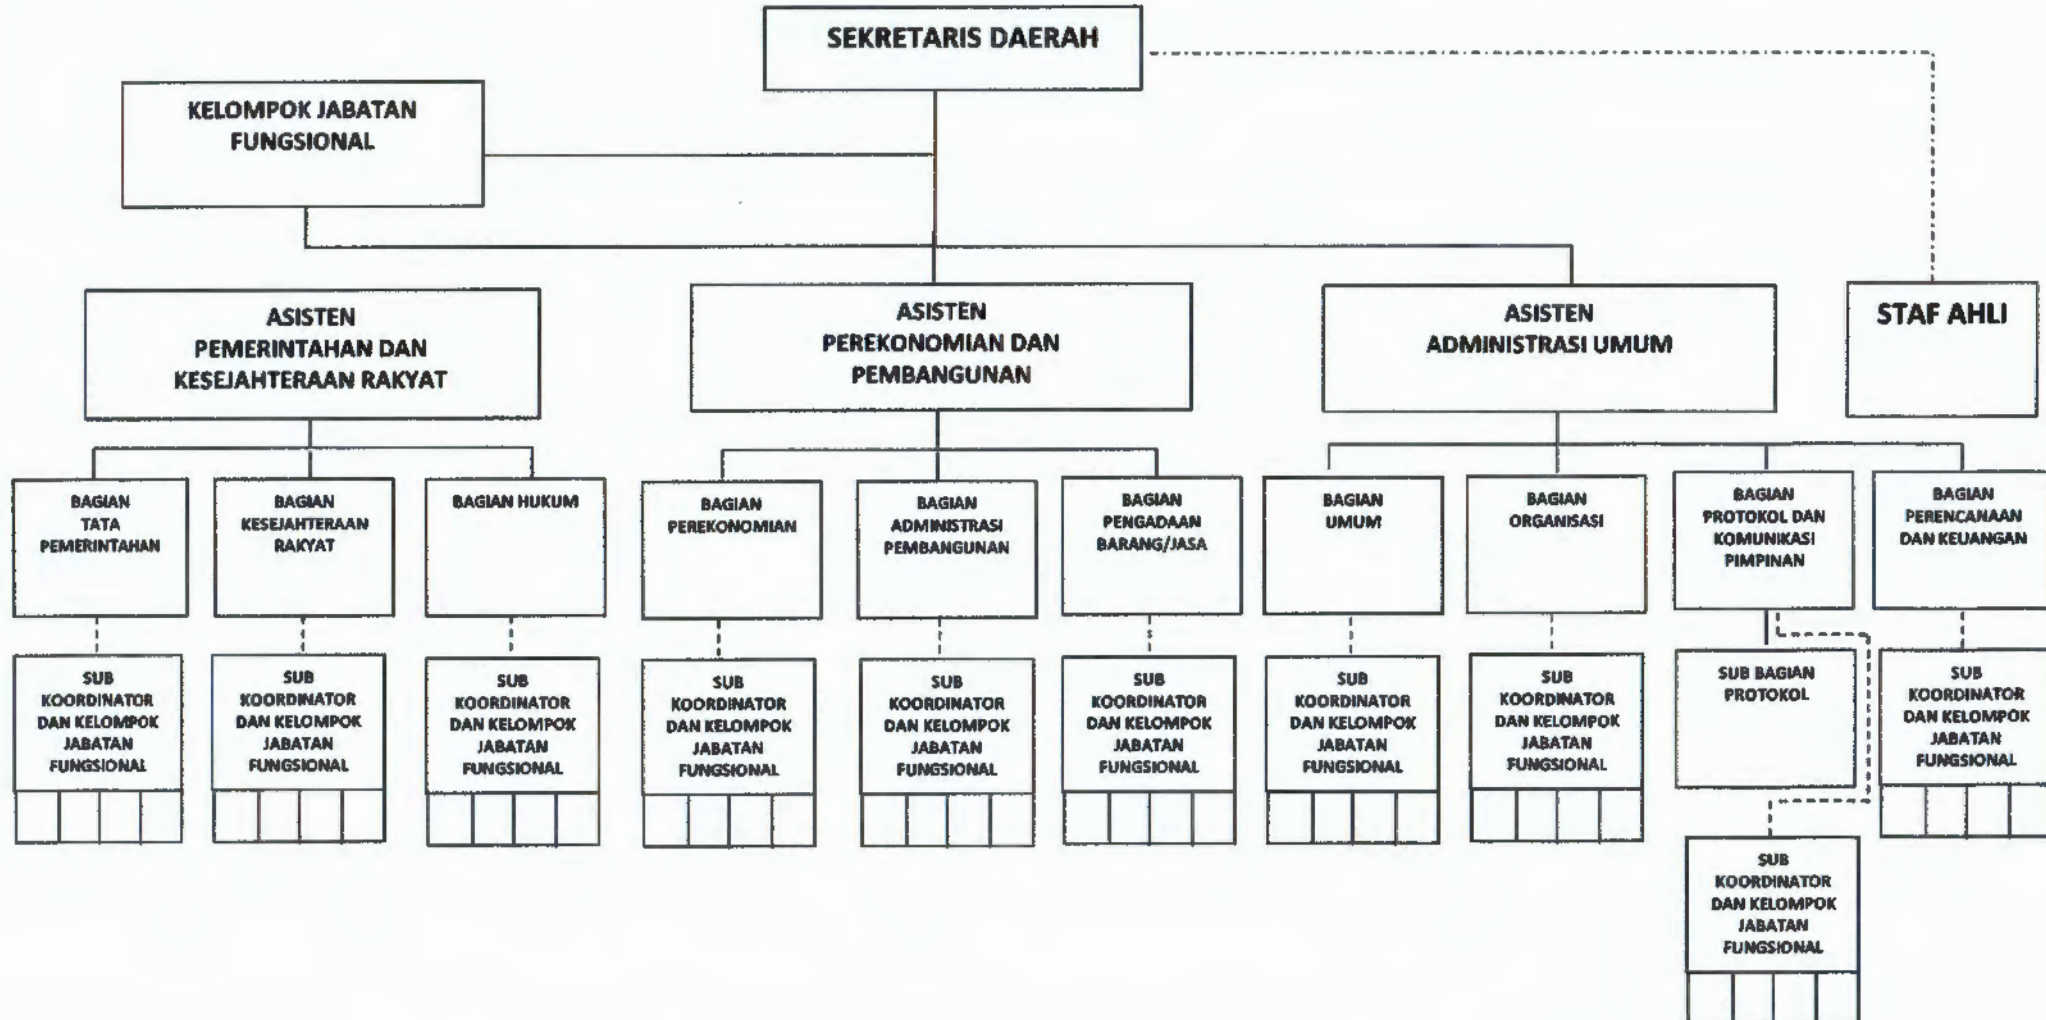 SEKRETARIS DAERAH
KELOMPOK JABATAN
FUNGSIONAL
ASISTEN
PEMERINTAHAN DAN
KESEJAHTERAAN RAKYAT
ASISTEN
PEREKONOMIAN DAN
PEMBANGUNAN
ASISTEN
ADMINISTRASI UMUM
STAF AHLI
BAGIAN
TATA
PEMERINTAHAN
BAGIAN
KESEJAHTERAAN
RAKYAT
BAGIAN HUKUM
BAGIAN
PEREKONOMIAN
BAGIAN
ADMINISTRASI
PEMBANGUNAN
BAGIAN
PENGADAAN
BARANG/JASA
BAGIAN
UMUM
BAGIAN
ORGANISASI
BAGIAN
PROTOKOL DAN
KOMUNIKASI
PIMPINAN
BAGIAN
PERENCANAAN
DAN KEUANGAN
SUB
KOORDINATOR
DAN KELOMPOK
JABATAN
FUNGSIONAL
SUB
KOORDINATOR
DAN KELOMPOK
JABATAN
FUNGSIONAL
SUB
KOORDINATOR
DAN KELOMPOK
JABATAN
FUNGSIONAL
SUB
KOORDINATOR
DAN KELOMPOK
JABATAN
FUNGSIONAL
SUB
KOORDINATOR
DAN KELOMPOK
JABATAN
FUNGSIONAL
SUB
KOORDINATOR
DAN KELOMPOK
JABATAN
FUNGSIONAL
SUB
KOORDINATOR
DAN KELOMPOK
JABATAN
FUNGSIONAL
SUB
KOORDINATOR
DAN KELOMPOK
JABATAN
FUNGSIONAL
SUB BAGIAN
PROTOKOL
SUB
KOORDINATOR
DAN KELOMPOK
JABATAN
FUNGSIONAL
SUB
KOORDINATOR
DAN KELOMPOK
JABATAN
FUNGSIONAL